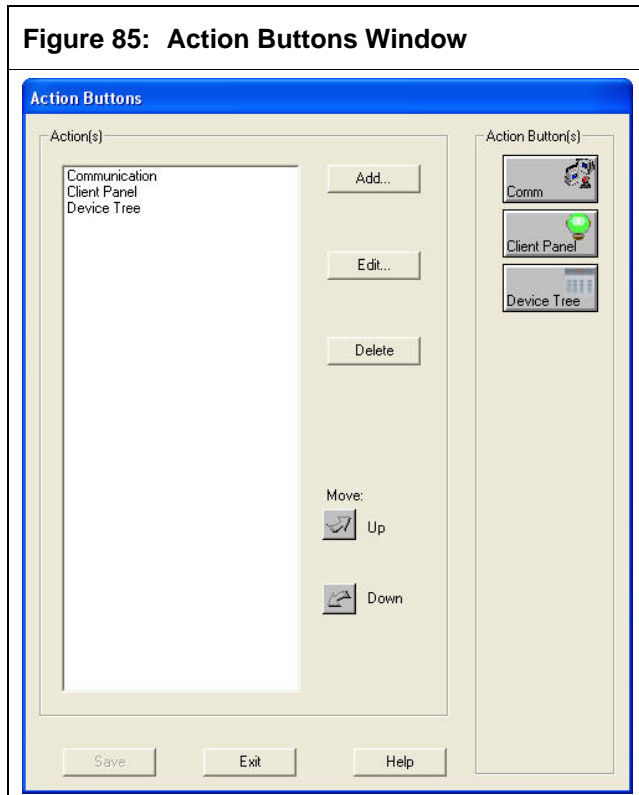 Figure 85: Action Buttons Window
Action Buttons
Action(s)
Communication
Client Panel
Device Tree
Add...
Edit...
Delete
Move:
Up
Down
Action Button(s)
Comm
Client Panel
Device Tree
Save
Exit
Help